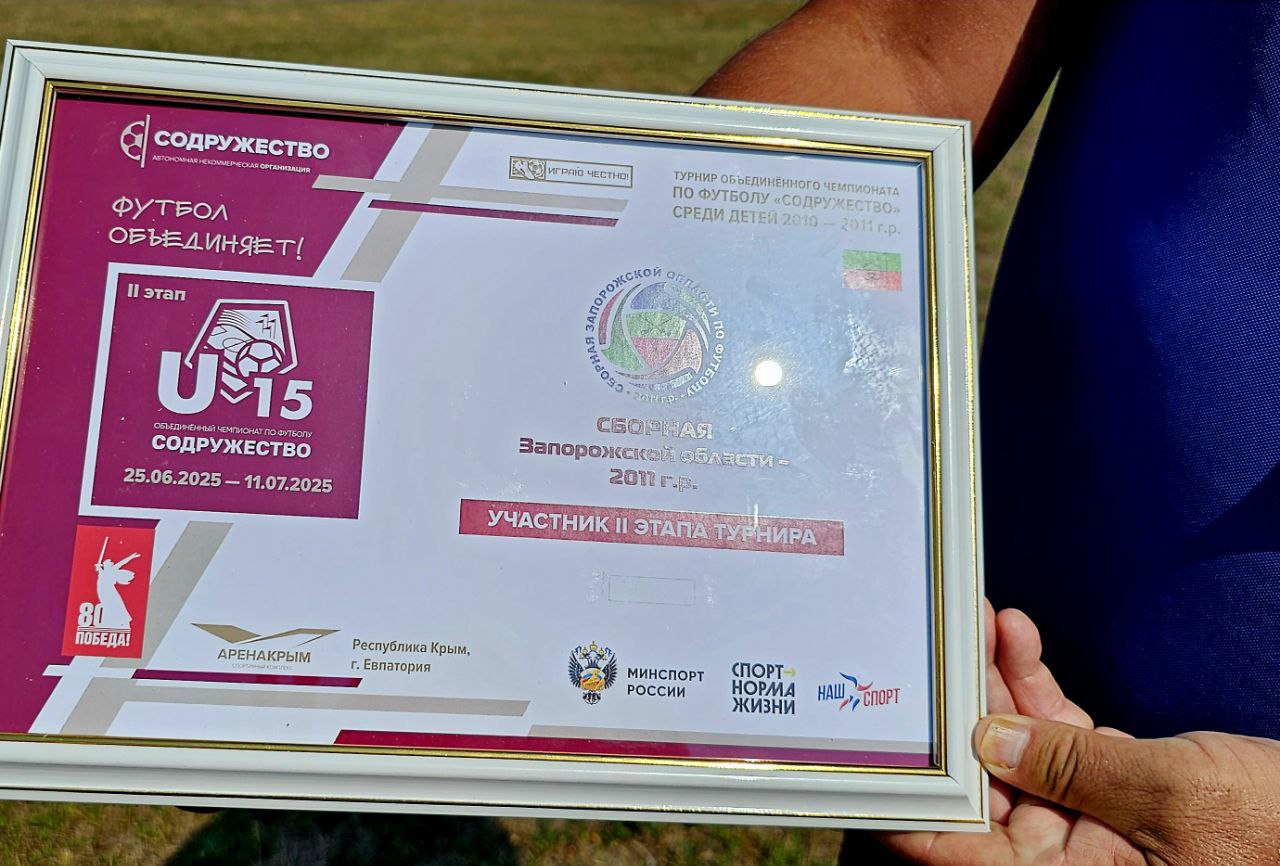 СОДРУЖЕСТВО
АВТОНОМНАЯ НЕКОММЕРЧЕСКАЯ ОРГАНИЗАЦИЯ
ФУТБОЛ
ОБЪЕДИНЯЕТ!
II этап
U-15
ОБЪЕДИНЁННЫЙ ЧЕМПИОНАТ ПО ФУТБОЛУ
СОДРУЖЕСТВО
25.06.2025 — 11.07.2025
80
ПОБЕДА!
АРЕНАКРЫМ
СПОРТИВНЫЙ КОМПЛЕКС
Республика Крым,
г. Евпатория
ИГРАЮ ЧЕСТНО!
ТУРНИР ОБЪЕДИНЁННОГО ЧЕМПИОНАТА
ПО ФУТБОЛУ «СОДРУЖЕСТВО»
СРЕДИ ДЕТЕЙ 2010 — 2011 г.р.
СБОРНАЯ ЗАПОРОЖСКОЙ ОБЛАСТИ ПО ФУТБОЛУ
2011 г.р.
СБОРНАЯ
Запорожской области –
2011 г.р.
УЧАСТНИК II ЭТАПА ТУРНИРА
МИНСПОРТ
РОССИИ
СПОРТ
НОРМА
ЖИЗНИ
НАШ СПОРТ